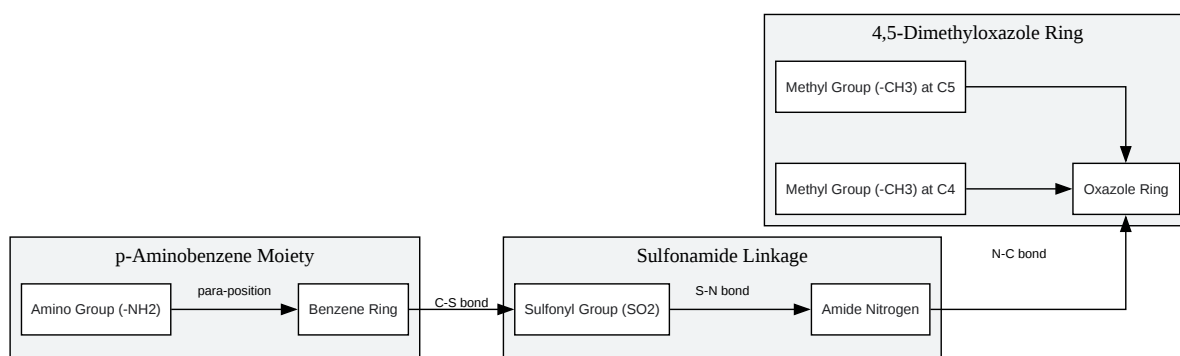 4,5-Dimethyloxazole Ring
Methyl Group (-CH3) at C5
Methyl Group (-CH3) at C4
Oxazole Ring
p-Aminobenzene Moiety
Sulfonamide Linkage
N-C bond
para-position
C-S bond
S-N bond
Amino Group (-NH2)
Benzene Ring
Sulfonyl Group (SO2)
Amide Nitrogen